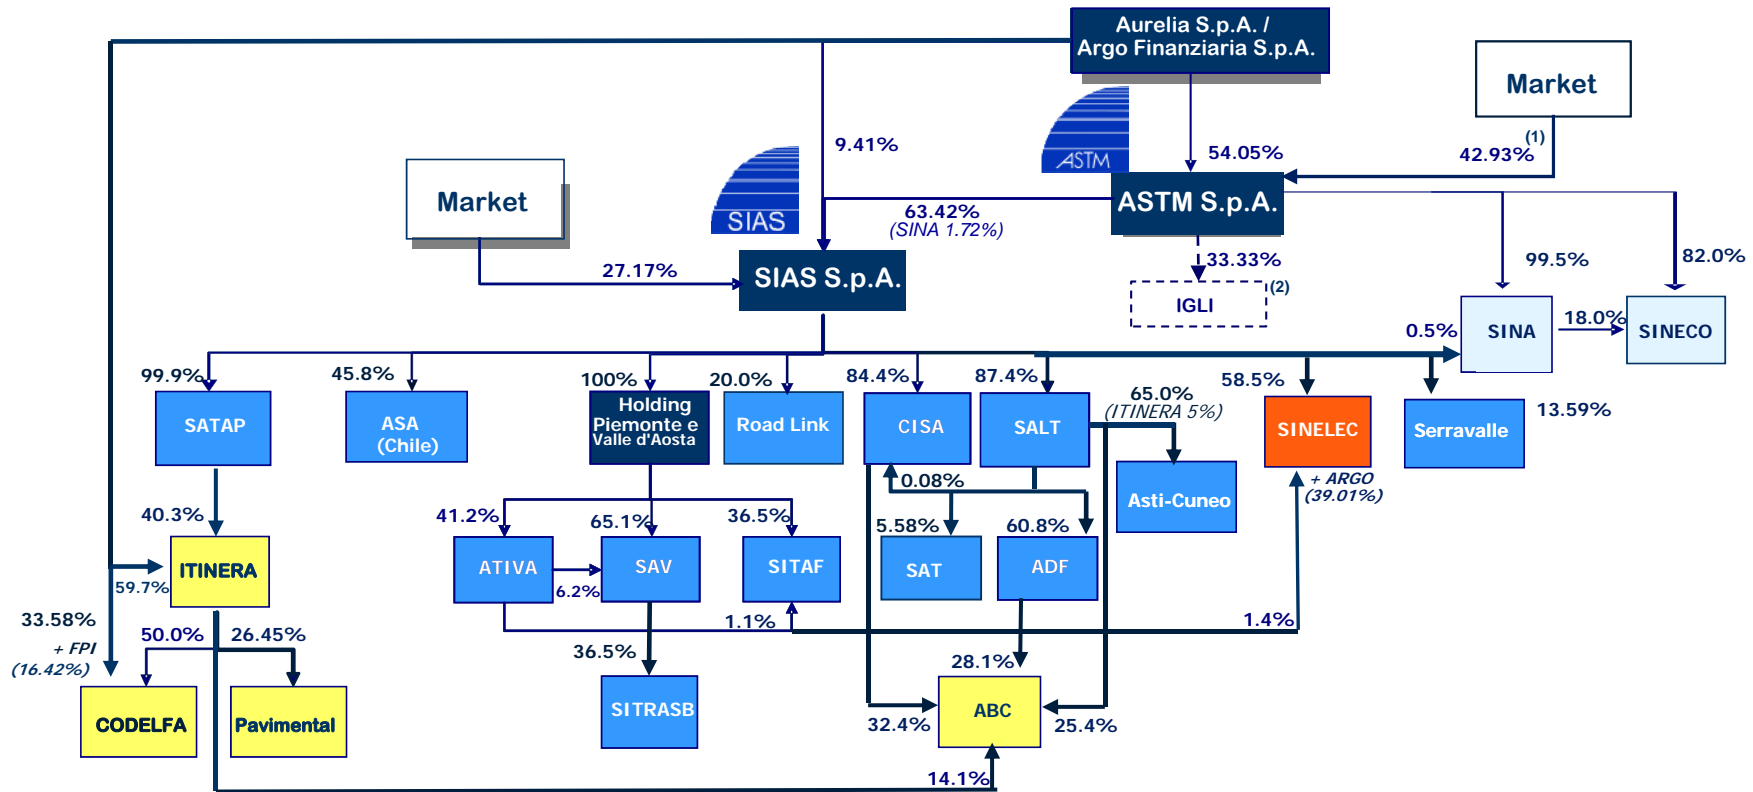 Aurelia S.p.A. /
Argo Finanziaria S.p.A.
Market
(1)
9.41%
ASTM
54.05%
42.93%
Market
SIAS
63.42%
(SINA 1.72%)
ASTM S.p.A.
27.17%
SIAS S.p.A.
33.33%
99.5%
82.0%
IGLI
(2)
0.5%
SINA
18.0%
SINECO
99.9%
45.8%
100%
20.0%
84.4%
87.4%
65.0%
(ITINERA 5%)
58.5%
13.59%
SATAP
ASA
(Chile)
Holding
Piemonte e
Valle d'Aosta
Road Link
CISA
SALT
SINELEC
Serravalle
+ ARGO
(39.01%)
0.08%
Asti-Cuneo
40.3%
41.2%
65.1%
36.5%
5.58%
60.8%
ITINERA
59.7%
ATIVA
6.2%
SAV
SITAF
SAT
ADF
33.58%
+ FPI
(16.42%)
50.0%
26.45%
1.1%
1.4%
36.5%
28.1%
CODELFA
Pavimental
SITRASB
32.4%
ABC
25.4%
14.1%